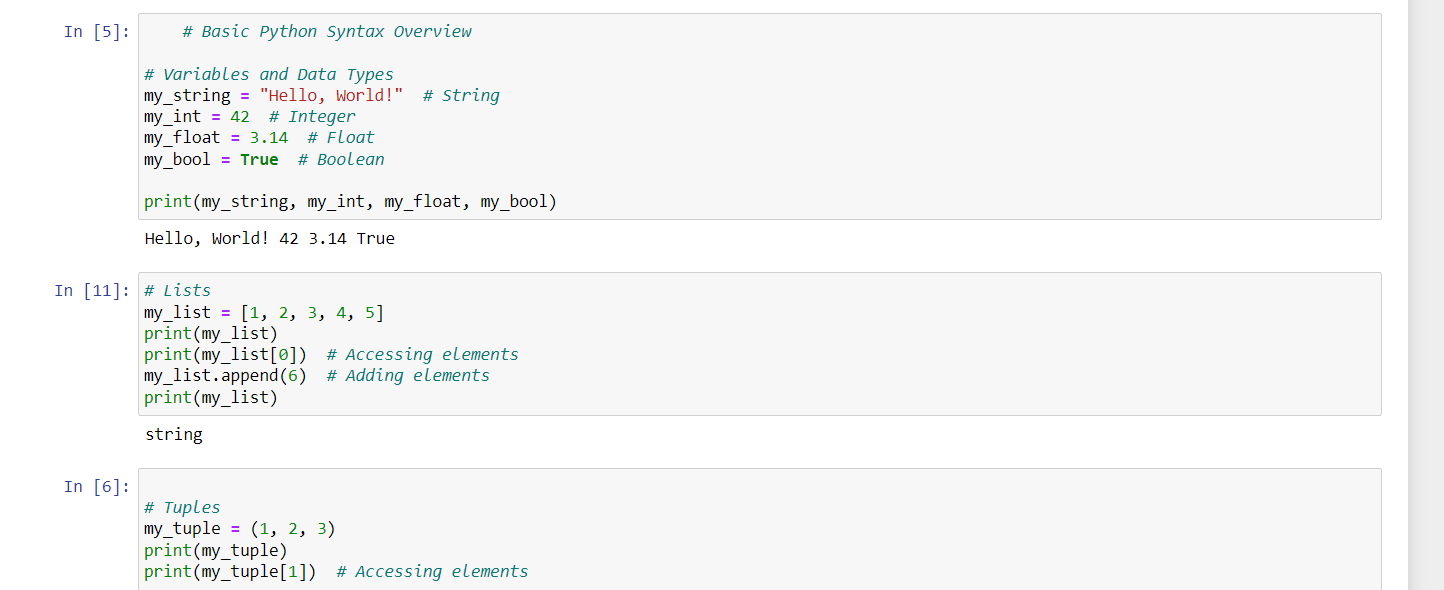 In [5]:     # Basic Python Syntax Overview
# Variables and Data Types
my_string = "Hello, World!"  # String
my_int = 42  # Integer
my_float = 3.14  # Float
my_bool = True  # Boolean
print(my_string, my_int, my_float, my_bool)
Hello, World! 42 3.14 True
In [11]: # Lists
my_list = [1, 2, 3, 4, 5]
print(my_list)
print(my_list[0])  # Accessing elements
my_list.append(6)  # Adding elements
print(my_list)
string
In [6]:
# Tuples
my_tuple = (1, 2, 3)
print(my_tuple)
print(my_tuple[1])  # Accessing elements